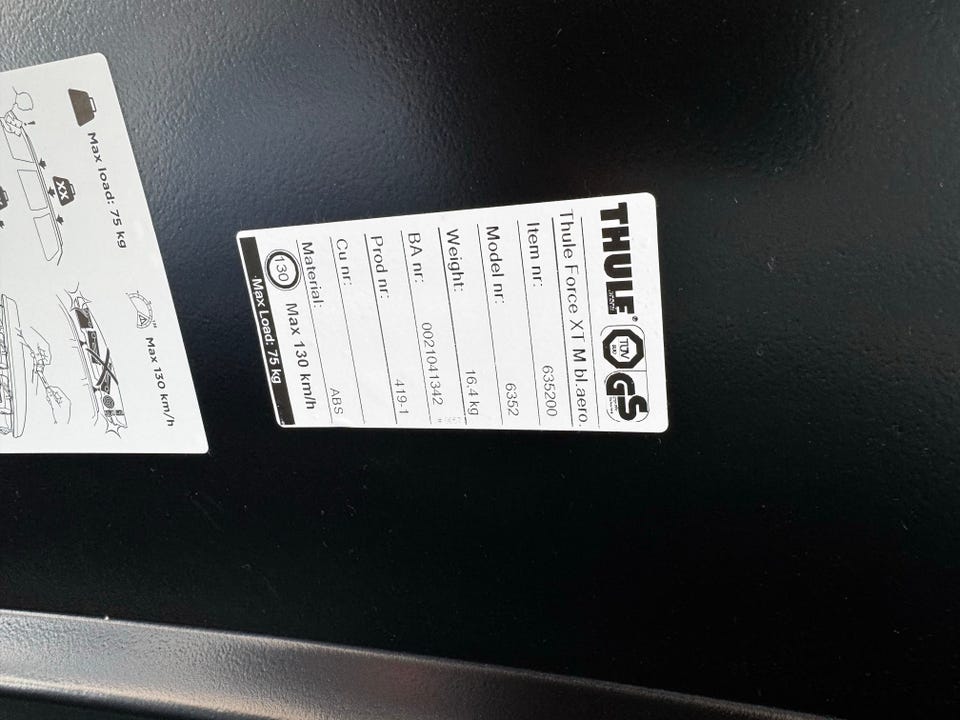 THULE
TÜV
SÜD
GS
Thule Force XT M bl.aero.
Item nr: 635200
Model nr: 6352
Weight: 16.4 kg
BA nr: 0021041342
Prod nr: 419-1
Cu nr:
Material: ABS
130 Max 130 km/h
Max Load: 75 kg
Max load: 75 kg
XX
Max 130 km/h